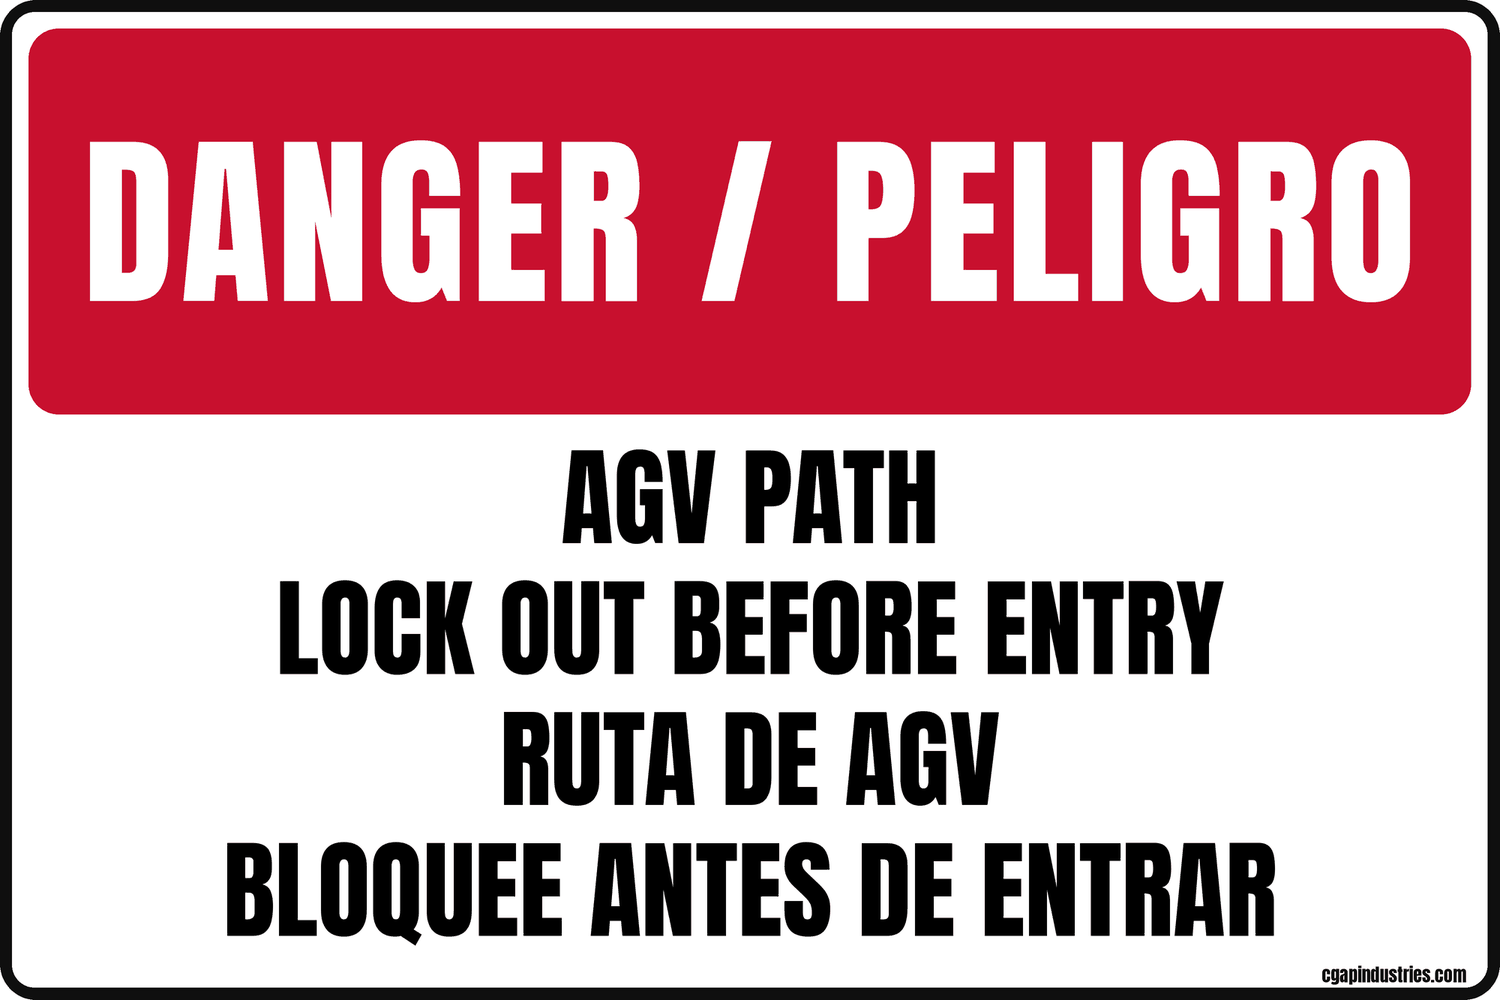 DANGER / PELIGRO
AGV PATH
LOCK OUT BEFORE ENTRY
RUTA DE AGV
BLOQUEE ANTES DE ENTRAR
cgapindustries.com